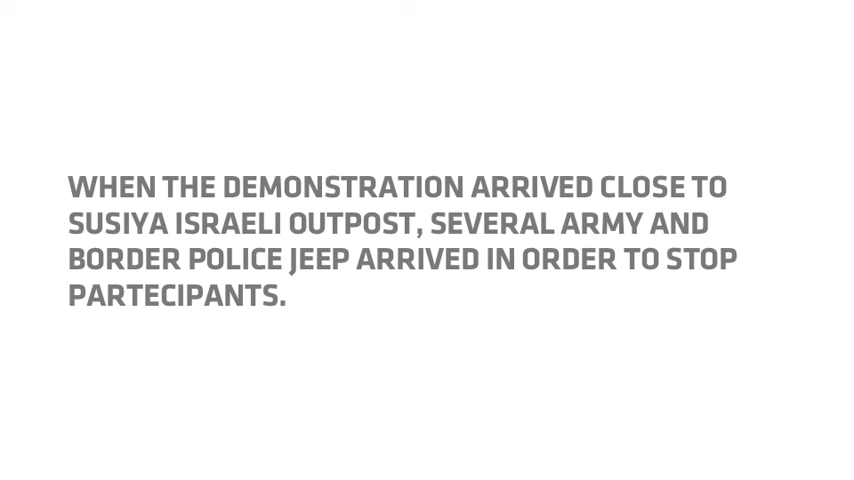 WHEN THE DEMONSTRATION ARRIVED CLOSE TO
SUSIYA ISRAELI OUTPOST, SEVERAL ARMY AND
BORDER POLICE JEEP ARRIVED IN ORDER TO STOP
PARTECIPANTS.